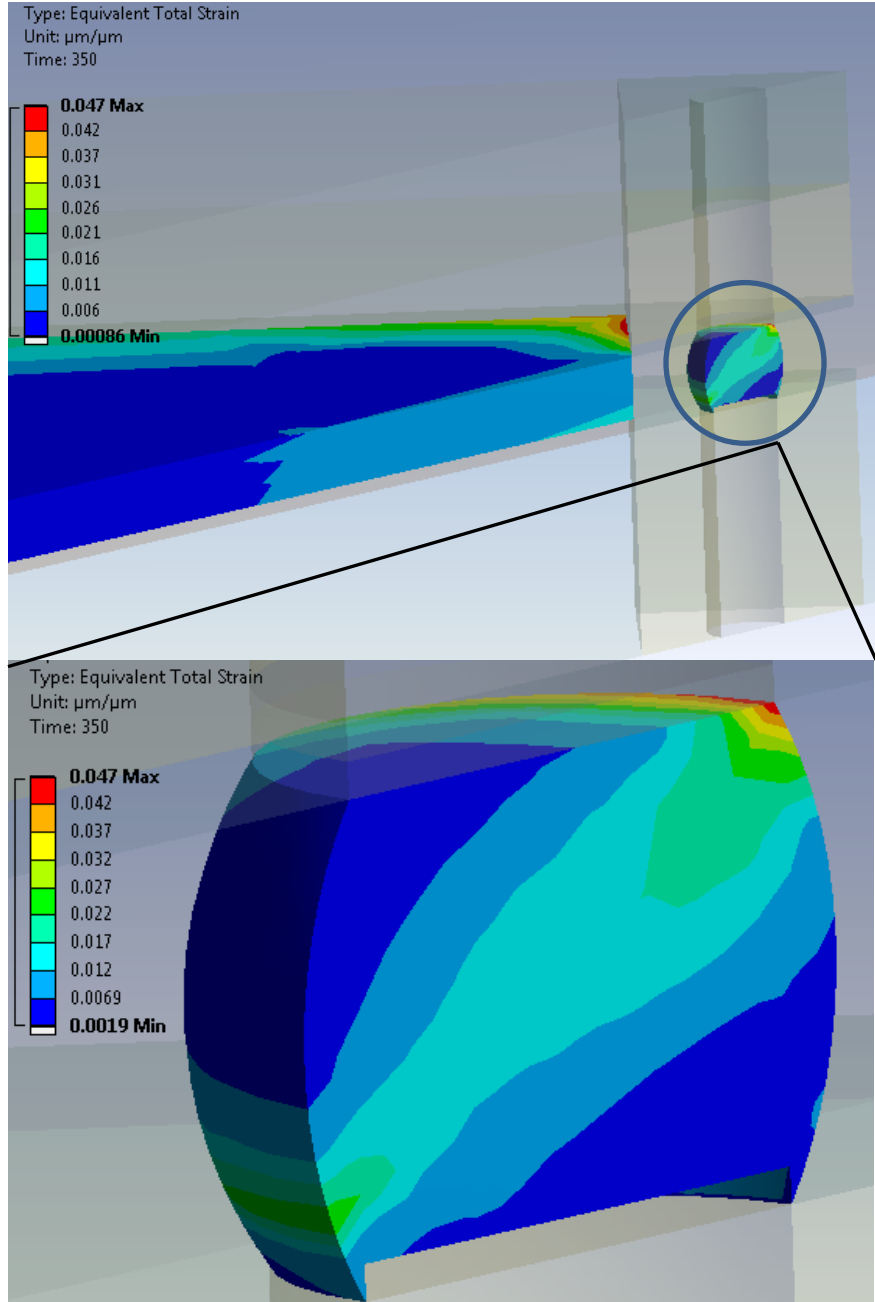 Type: Equivalent Total Strain
Unit: µm/µm
Time: 350
0.047 Max
0.042
0.037
0.031
0.026
0.021
0.016
0.011
0.006
0.00086 Min
Type: Equivalent Total Strain
Unit: µm/µm
Time: 350
0.047 Max
0.042
0.037
0.032
0.027
0.022
0.017
0.012
0.0069
0.0019 Min